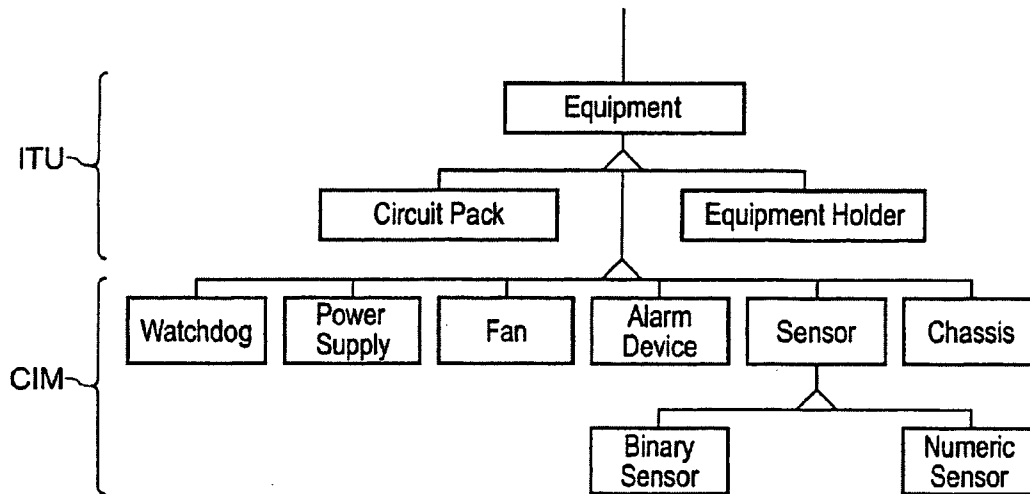 Equipment
ITU
Circuit Pack
Equipment Holder
Watchdog
Power
Supply
Fan
Alarm
Device
Sensor
Chassis
CIM
Binary
Sensor
Numeric
Sensor